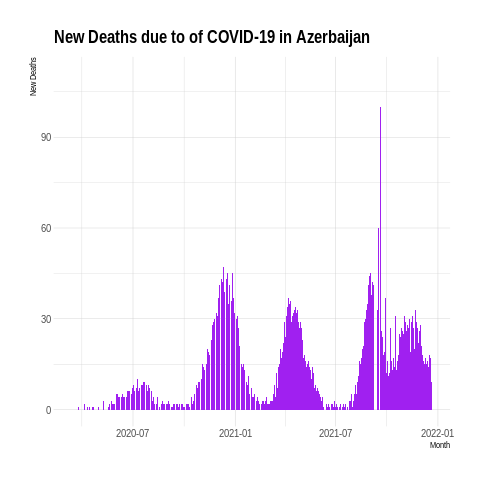 New Deaths due to of COVID-19 in Azerbaijan
New Deaths
90
60
30
0
2020-07 2021-01 2021-07 2022-01
Month